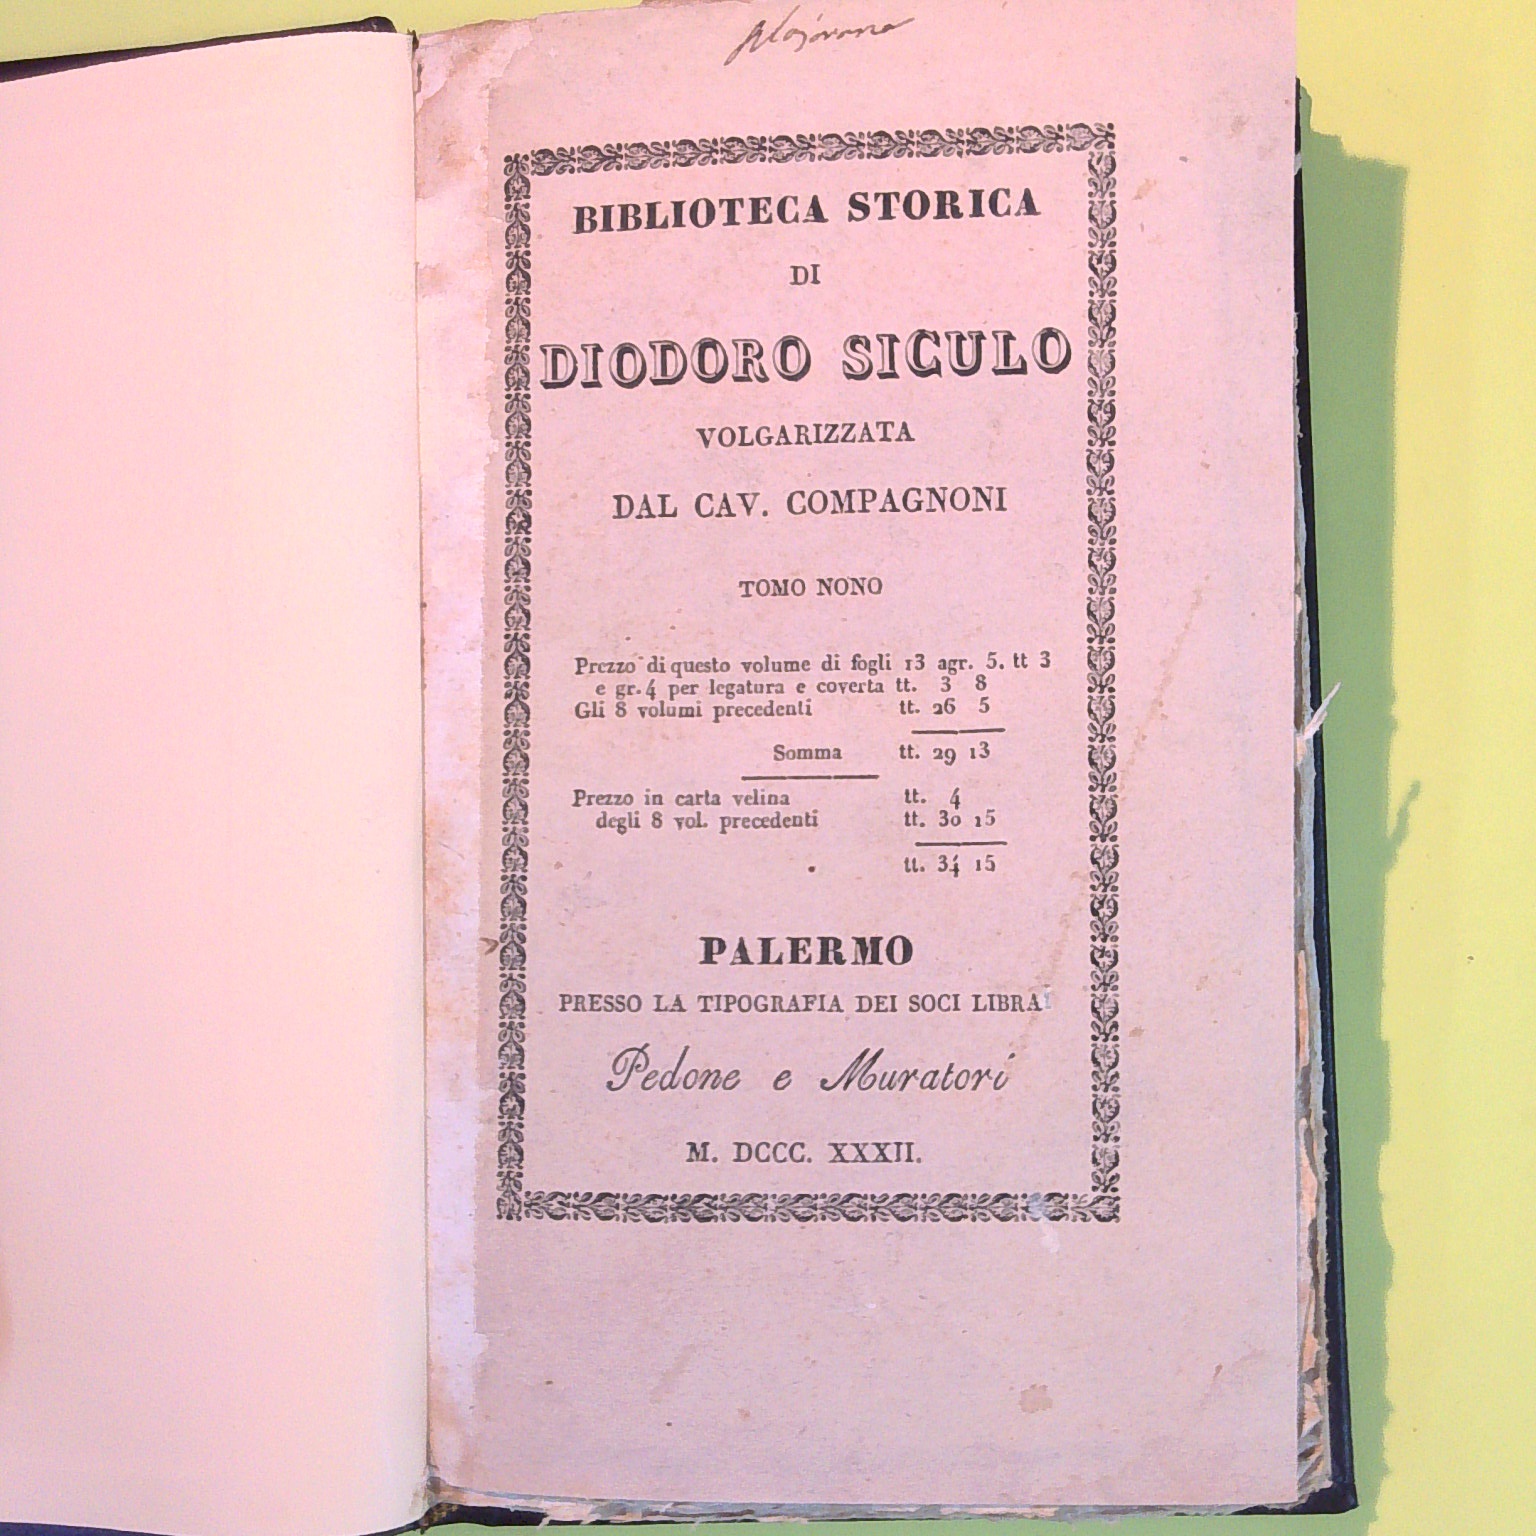 BIBLIOTECA STORICA
DI
DIODORO SICULO
VOLGARIZZATA
DAL CAV. COMPAGNONI
TOMO NONO
Prezzo di questo volume di fogli 13 a gr. 5. tt 3
e gr. 4 per legatura e coverta tt. 3 8
Gli 8 volumi precedenti tt. 26 5
Somma tt. 29 13
Prezzo in carta velina tt. 4
degli 8 vol. precedenti tt. 30 15
tt. 34 15
PALERMO
PRESSO LA TIPOGRAFIA DEI SOCI LIBRAI
Pedone e Muratori
M. DCCC. XXXII.